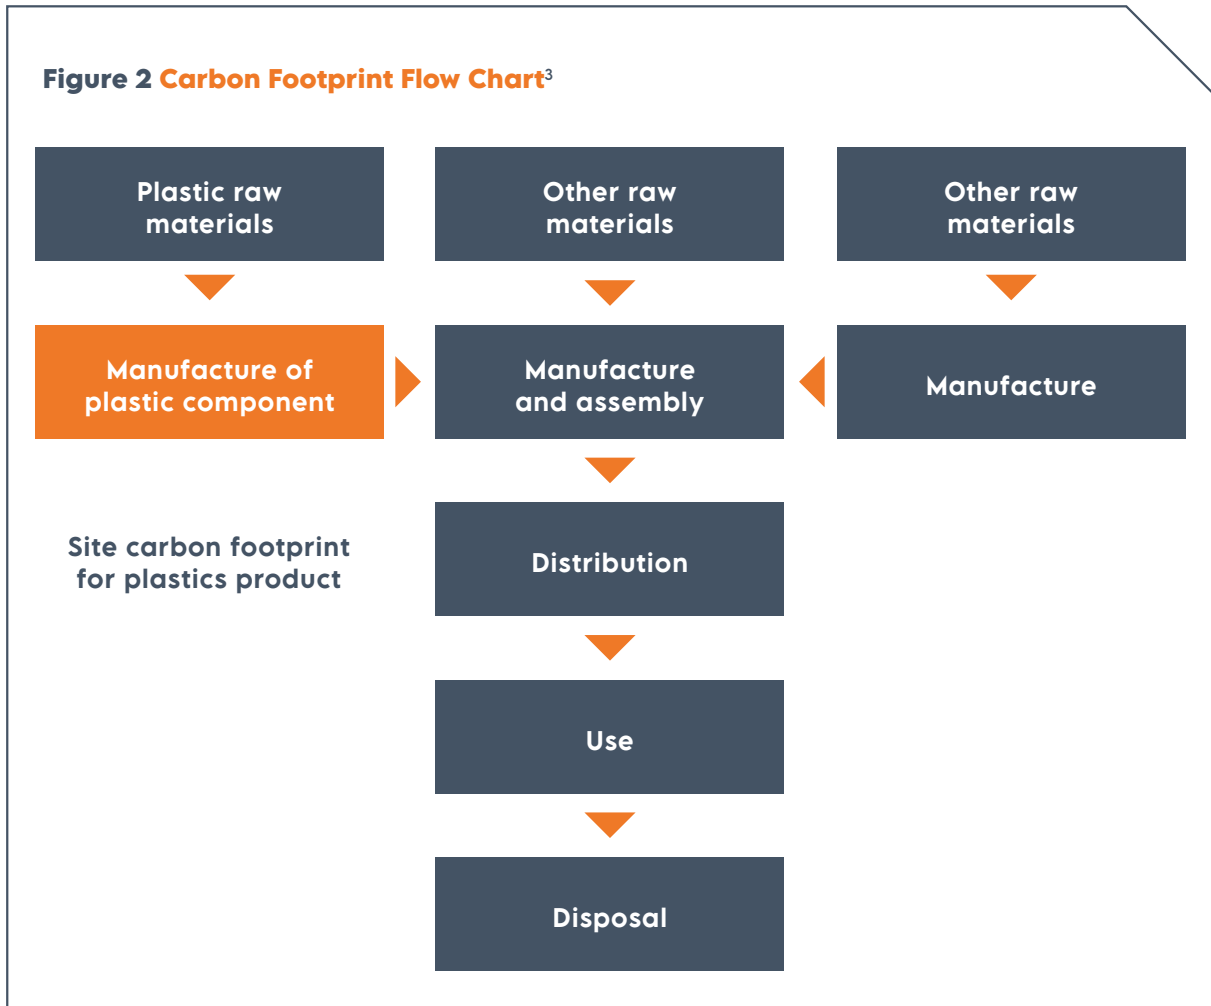 Figure 2 Carbon Footprint Flow Chart³
Plastic raw
materials
Other raw
materials
Other raw
materials
Manufacture of
plastic component
Manufacture
and assembly
Manufacture
Site carbon footprint
for plastics product
Distribution
Use
Disposal